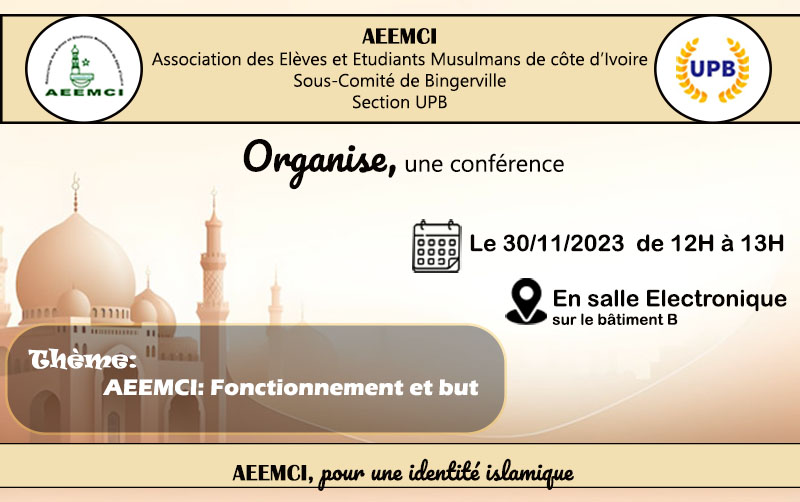 AEEMCI
Association des Elèves et Etudiants Musulmans de côte d'Ivoire
Sous-Comité de Bingerville
Section UPB
AEEMCI
UPB
Organise, une conférence
Le 30/11/2023 de 12H à 13H
En salle Electronique
sur le bâtiment B
Thème:
AEEMCI: Fonctionnement et but
AEEMCI, pour une identité islamique